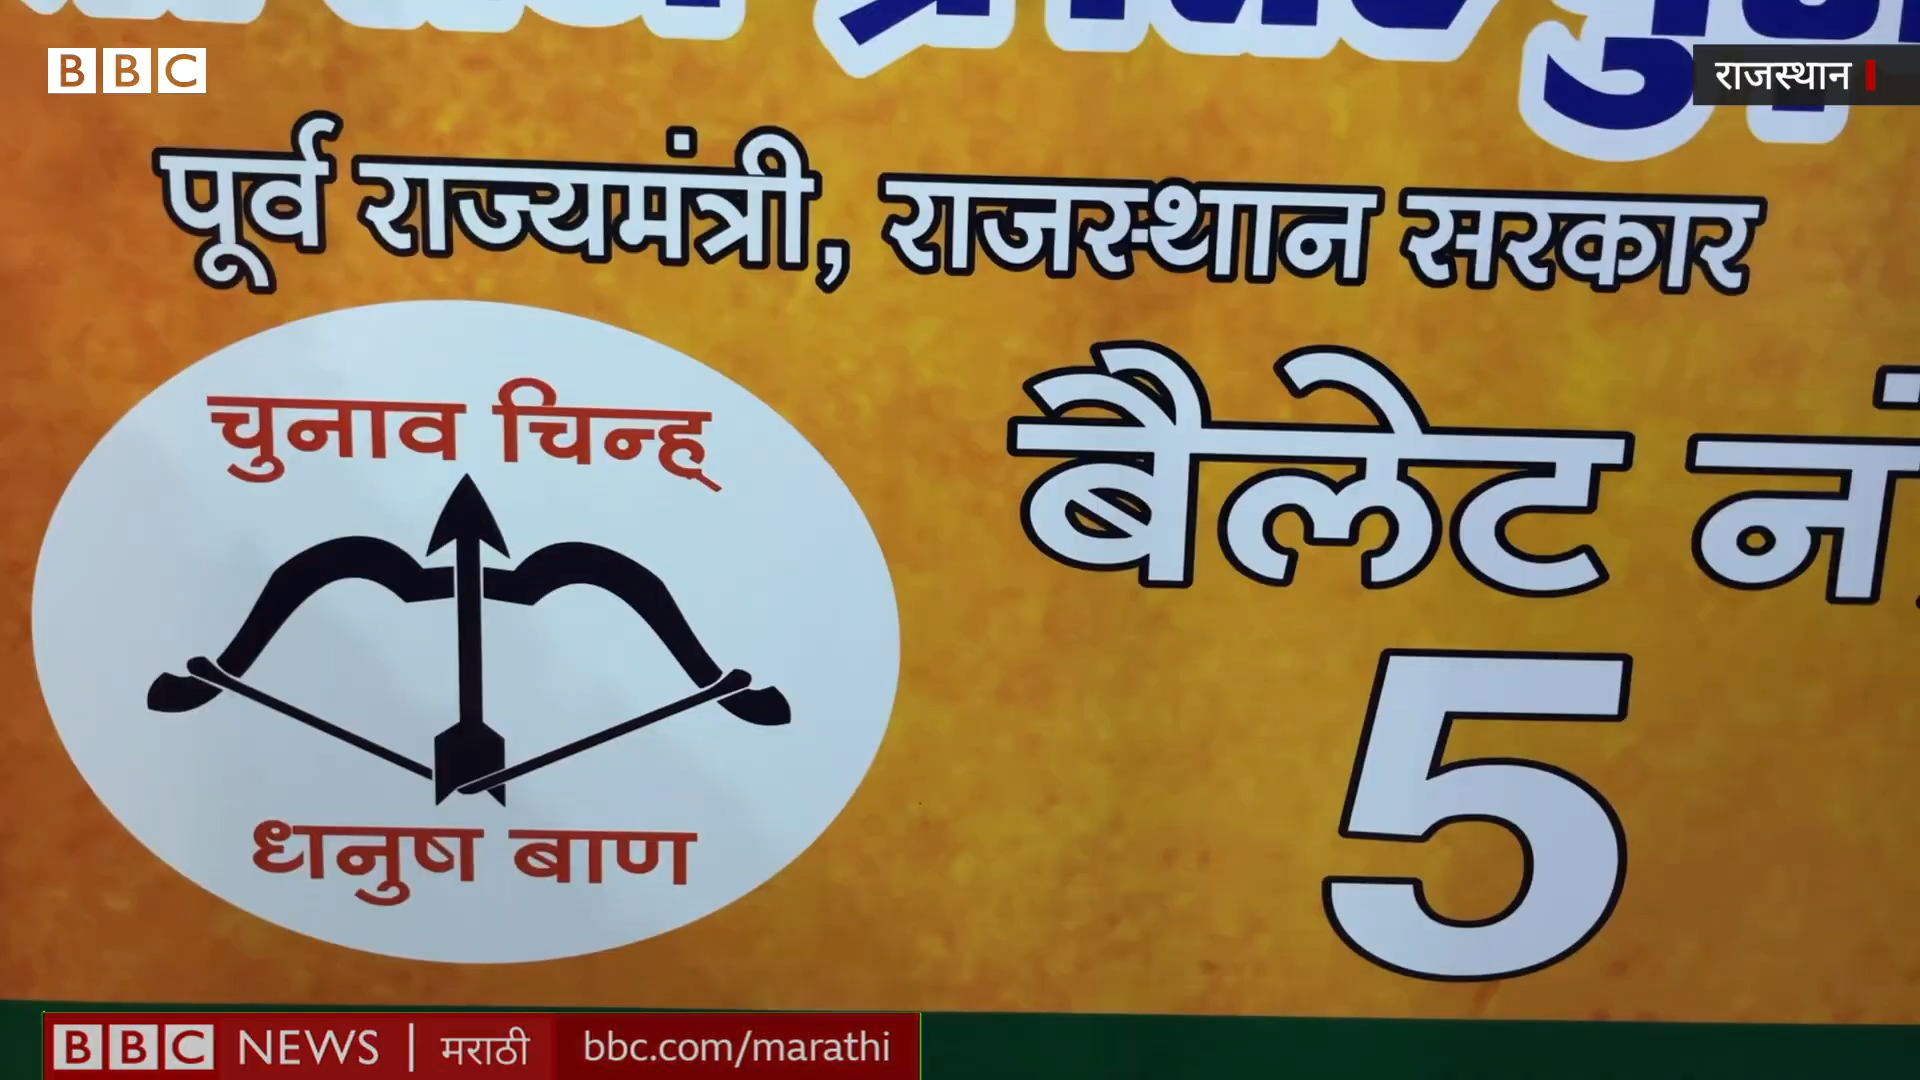 BBC
राजस्थान
पूर्व राज्यमंत्री, राजस्थान सरकार
चुनाव चिन्ह्
बैलेट नं.
5
धनुष बाण
BBC NEWS | मराठी
bbc.com/marathi